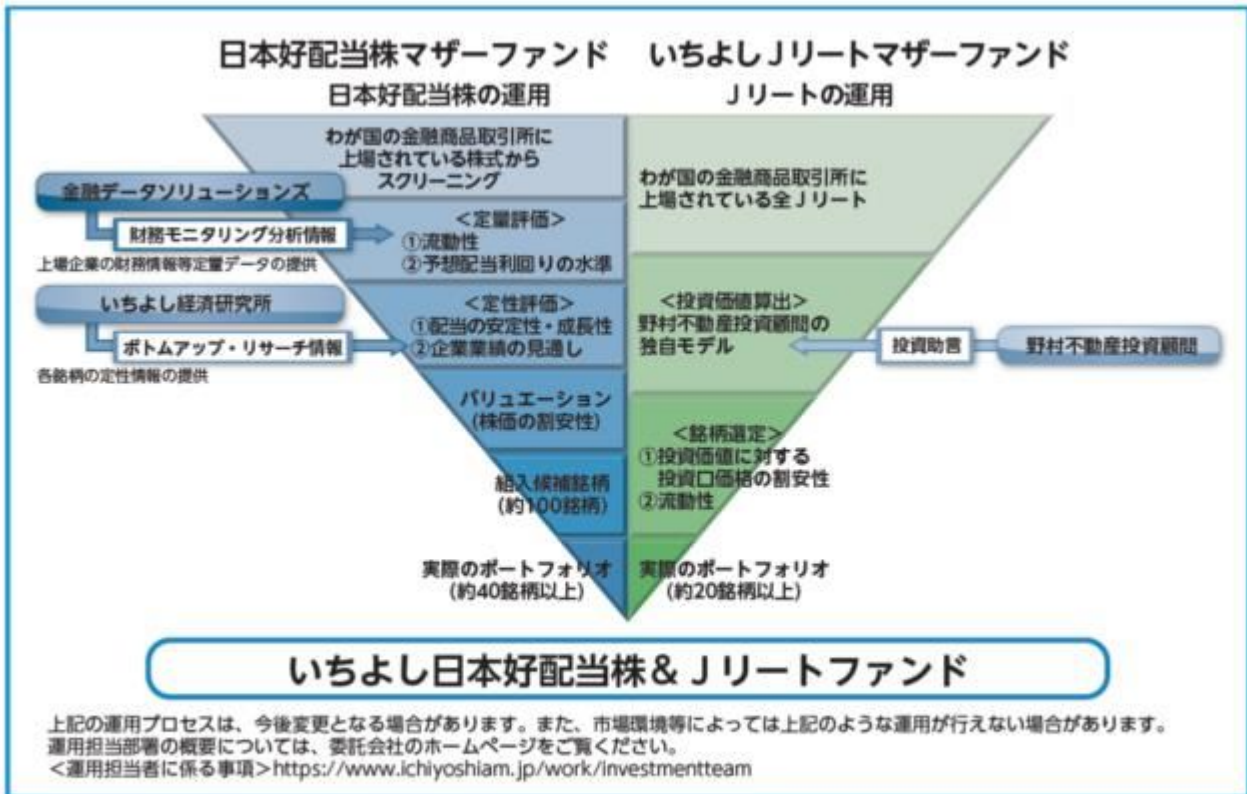 日本好配当株マザーファンド
日本好配当株の運用
わが国の金融商品取引所に
上場されている株式から
スクリーニング
金融データソリューションズ
財務モニタリング分析情報
上場企業の財務情報等定量データの提供
＜定量評価＞
①流動性
②予想配当利回りの水準
いちよし経済研究所
ボトムアップ・リサーチ情報
各銘柄の定性情報の提供
＜定性評価＞
①配当の安定性・成長性
②企業業績の見通し
バリュエーション
(株価の割安性)
組入候補銘柄
(約100銘柄)
実際のポートフォリオ
(約40銘柄以上)
いちよしJリートマザーファンド
Jリートの運用
わが国の金融商品取引所に
上場されている全Jリート
＜投資価値算出＞
野村不動産投資顧問の
独自モデル
投資助言
野村不動産投資顧問
＜銘柄選定＞
①投資価値に対する
投資口価格の割安性
②流動性
実際のポートフォリオ
(約20銘柄以上)
いちよし日本好配当株＆Jリートファンド
上記の運用プロセスは、今後変更となる場合があります。また、市場環境等によっては上記のような運用が行えない場合があります。
運用担当部署の概要については、委託会社のホームページをご覧ください。
＜運用担当者に係る事項＞https://www.ichiyoshiam.jp/work/investmentteam